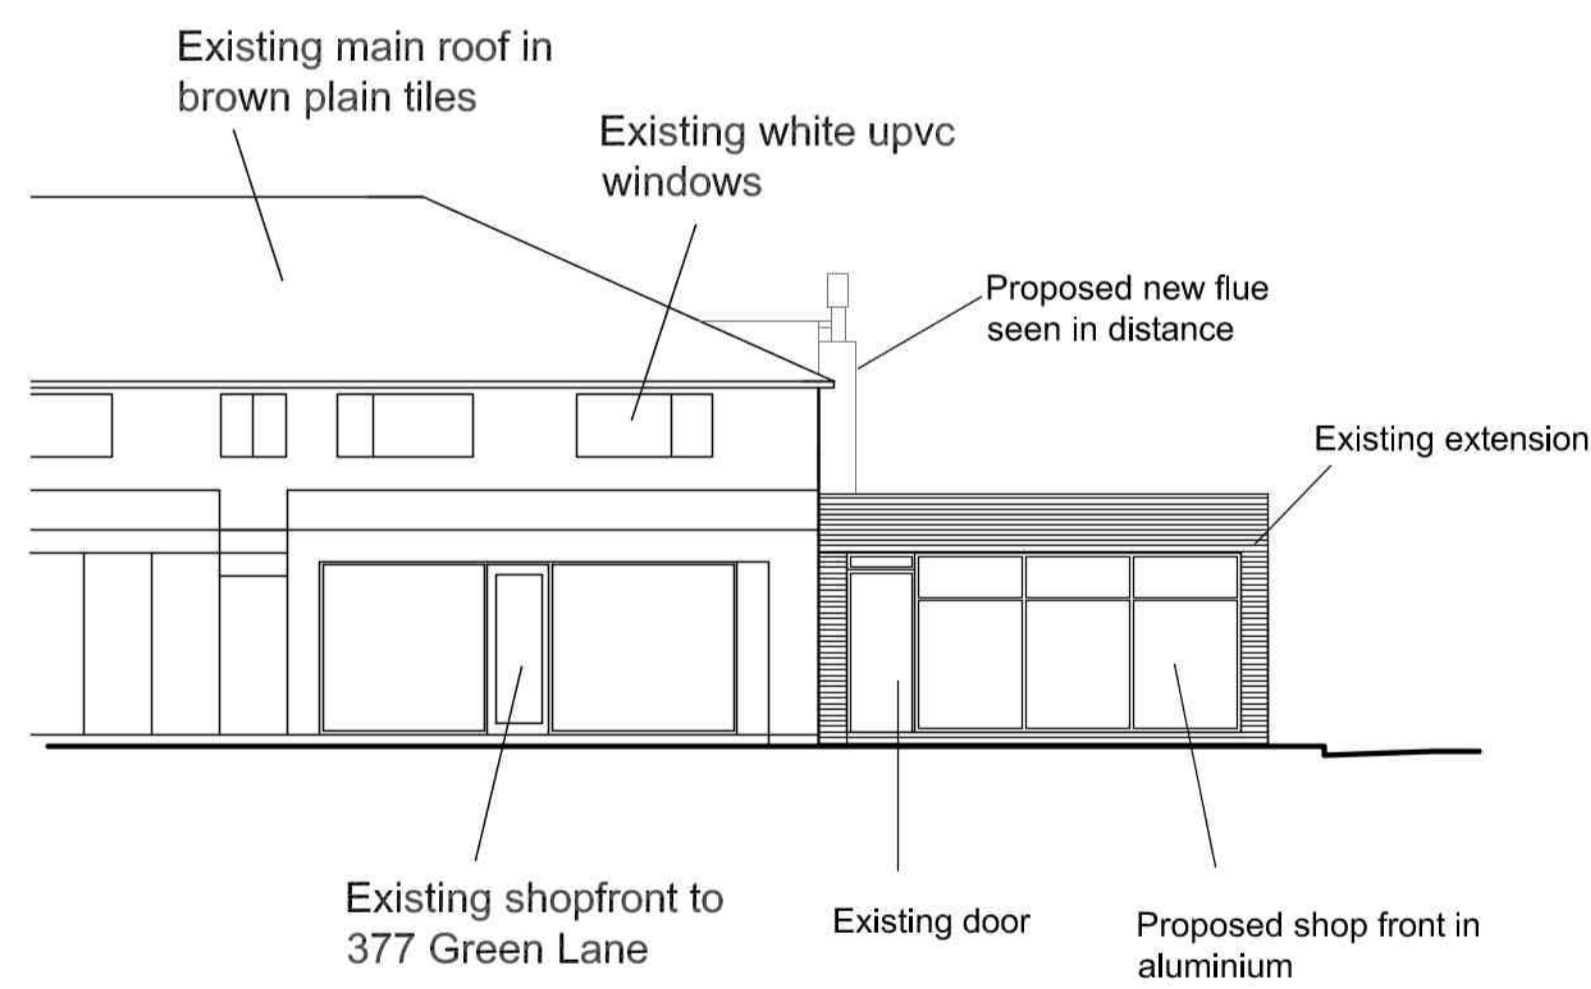 Existing main roof in
brown plain tiles
Existing white upvc
windows
Proposed new flue
seen in distance
Existing extension
Existing shopfront to
377 Green Lane
Existing door
Proposed shop front in
aluminium